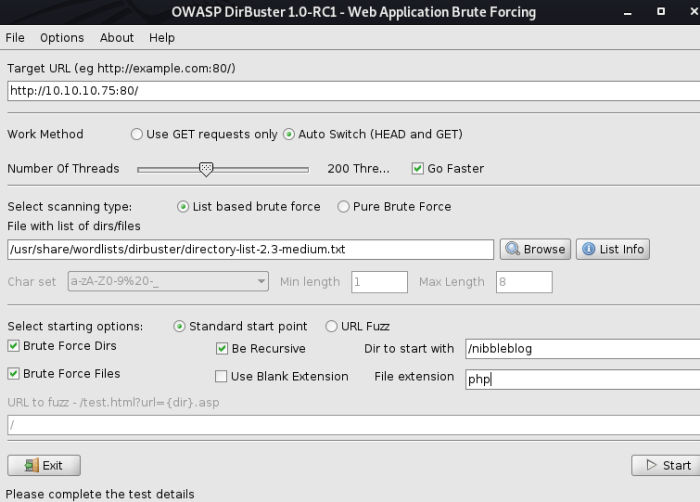 OWASP DirBuster 1.0-RC1 - Web Application Brute Forcing
File Options About Help
Target URL (eg http://example.com:80/)
http://10.10.10.75:80/
Work Method Use GET requests only Auto Switch (HEAD and GET)
Number Of Threads 200 Thre... Go Faster
Select scanning type: List based brute force Pure Brute Force
File with list of dirs/files
/usr/share/wordlists/dirbuster/directory-list-2.3-medium.txt Browse List Info
Char set a-zA-Z0-9%20-_ Min length 1 Max Length 8
Select starting options: Standard start point URL Fuzz
Brute Force Dirs Be Recursive Dir to start with /nibbleblog
Brute Force Files Use Blank Extension File extension php
URL to fuzz - /test.html?url={dir}.asp
/
Exit Start
Please complete the test details